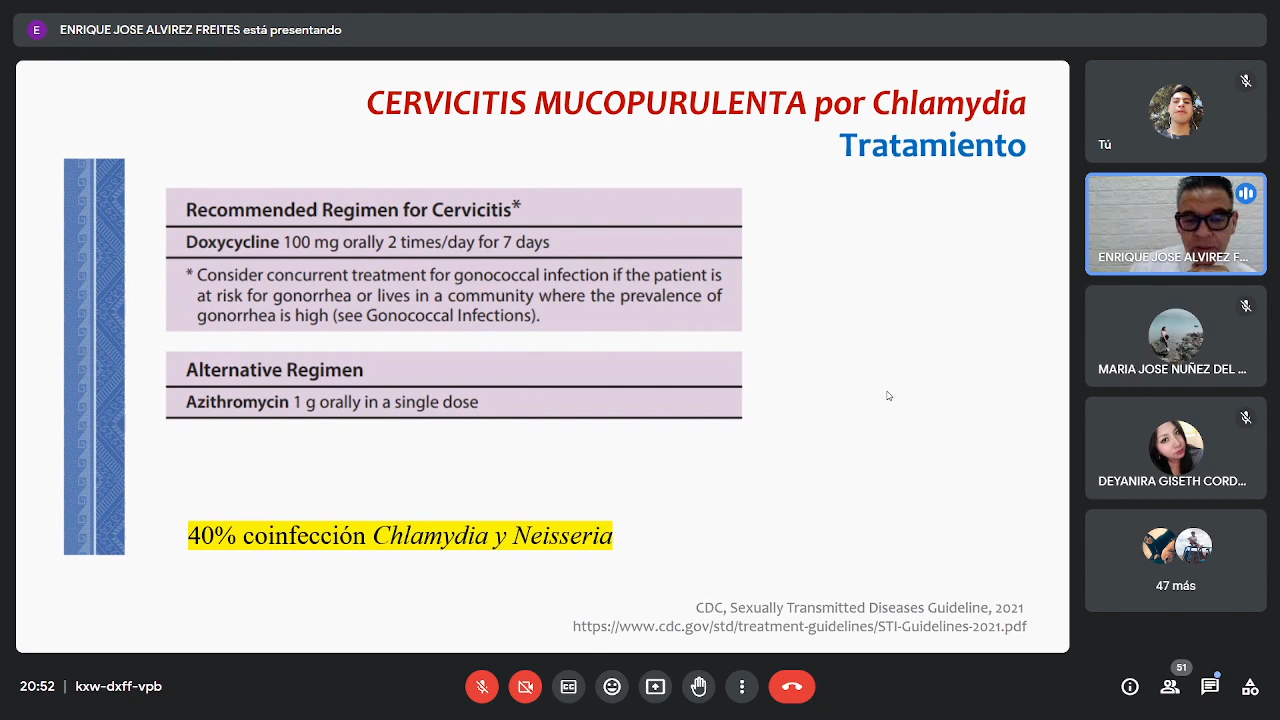 E ENRIQUE JOSE ALVIREZ FREITES está presentando
CERVICITIS MUCOPURULENTA por Chlamydia
Tratamiento
Recommended Regimen for Cervicitis*
Doxycycline 100 mg orally 2 times/day for 7 days
* Consider concurrent treatment for gonococcal infection if the patient is
at risk for gonorrhea or lives in a community where the prevalence of
gonorrhea is high (see Gonococcal Infections).
Alternative Regimen
Azithromycin 1 g orally in a single dose
40% coinfección Chlamydia y Neisseria
CDC, Sexually Transmitted Diseases Guideline, 2021
https://www.cdc.gov/std/treatment-guidelines/STI-Guidelines-2021.pdf
Tú
ENRIQUE JOSE ALVIREZ F...
MARIA JOSE NUÑEZ DEL ...
DEYANIRA GISETH CORD...
47 más
20:52 | kxw-dxff-vpb
51